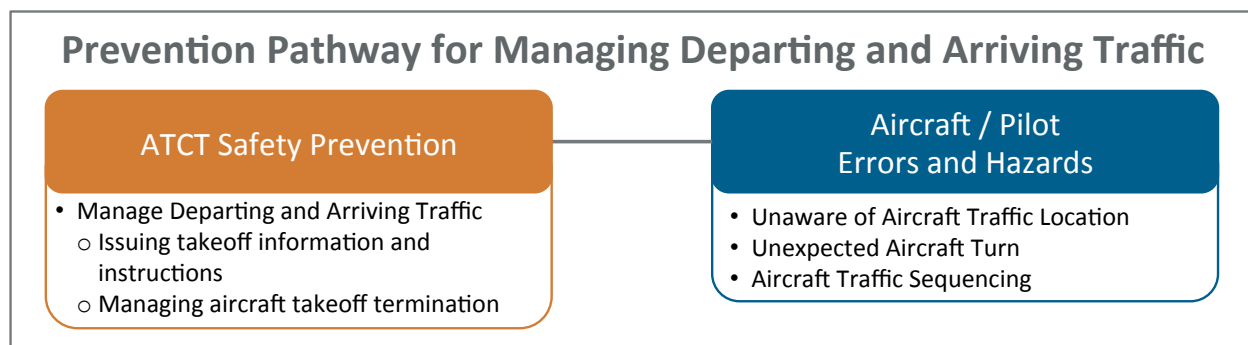 Prevention Pathway for Managing Departing and Arriving Traffic
ATCT Safety Prevention
• Manage Departing and Arriving Traffic
o Issuing takeoff information and
instructions
o Managing aircraft takeoff termination
Aircraft / Pilot
Errors and Hazards
• Unaware of Aircraft Traffic Location
• Unexpected Aircraft Turn
• Aircraft Traffic Sequencing